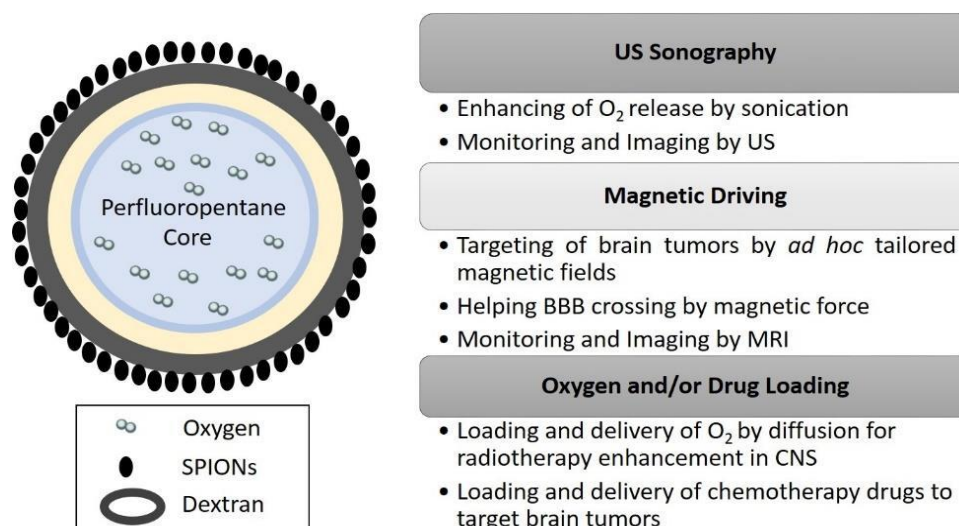 Perfluoropentane
Core
Oxygen
SPIONs
Dextran
US Sonography
• Enhancing of O₂ release by sonication
• Monitoring and Imaging by US
Magnetic Driving
• Targeting of brain tumors by ad hoc tailored
magnetic fields
• Helping BBB crossing by magnetic force
• Monitoring and Imaging by MRI
Oxygen and/or Drug Loading
• Loading and delivery of O₂ by diffusion for
radiotherapy enhancement in CNS
• Loading and delivery of chemotherapy drugs to
target brain tumors